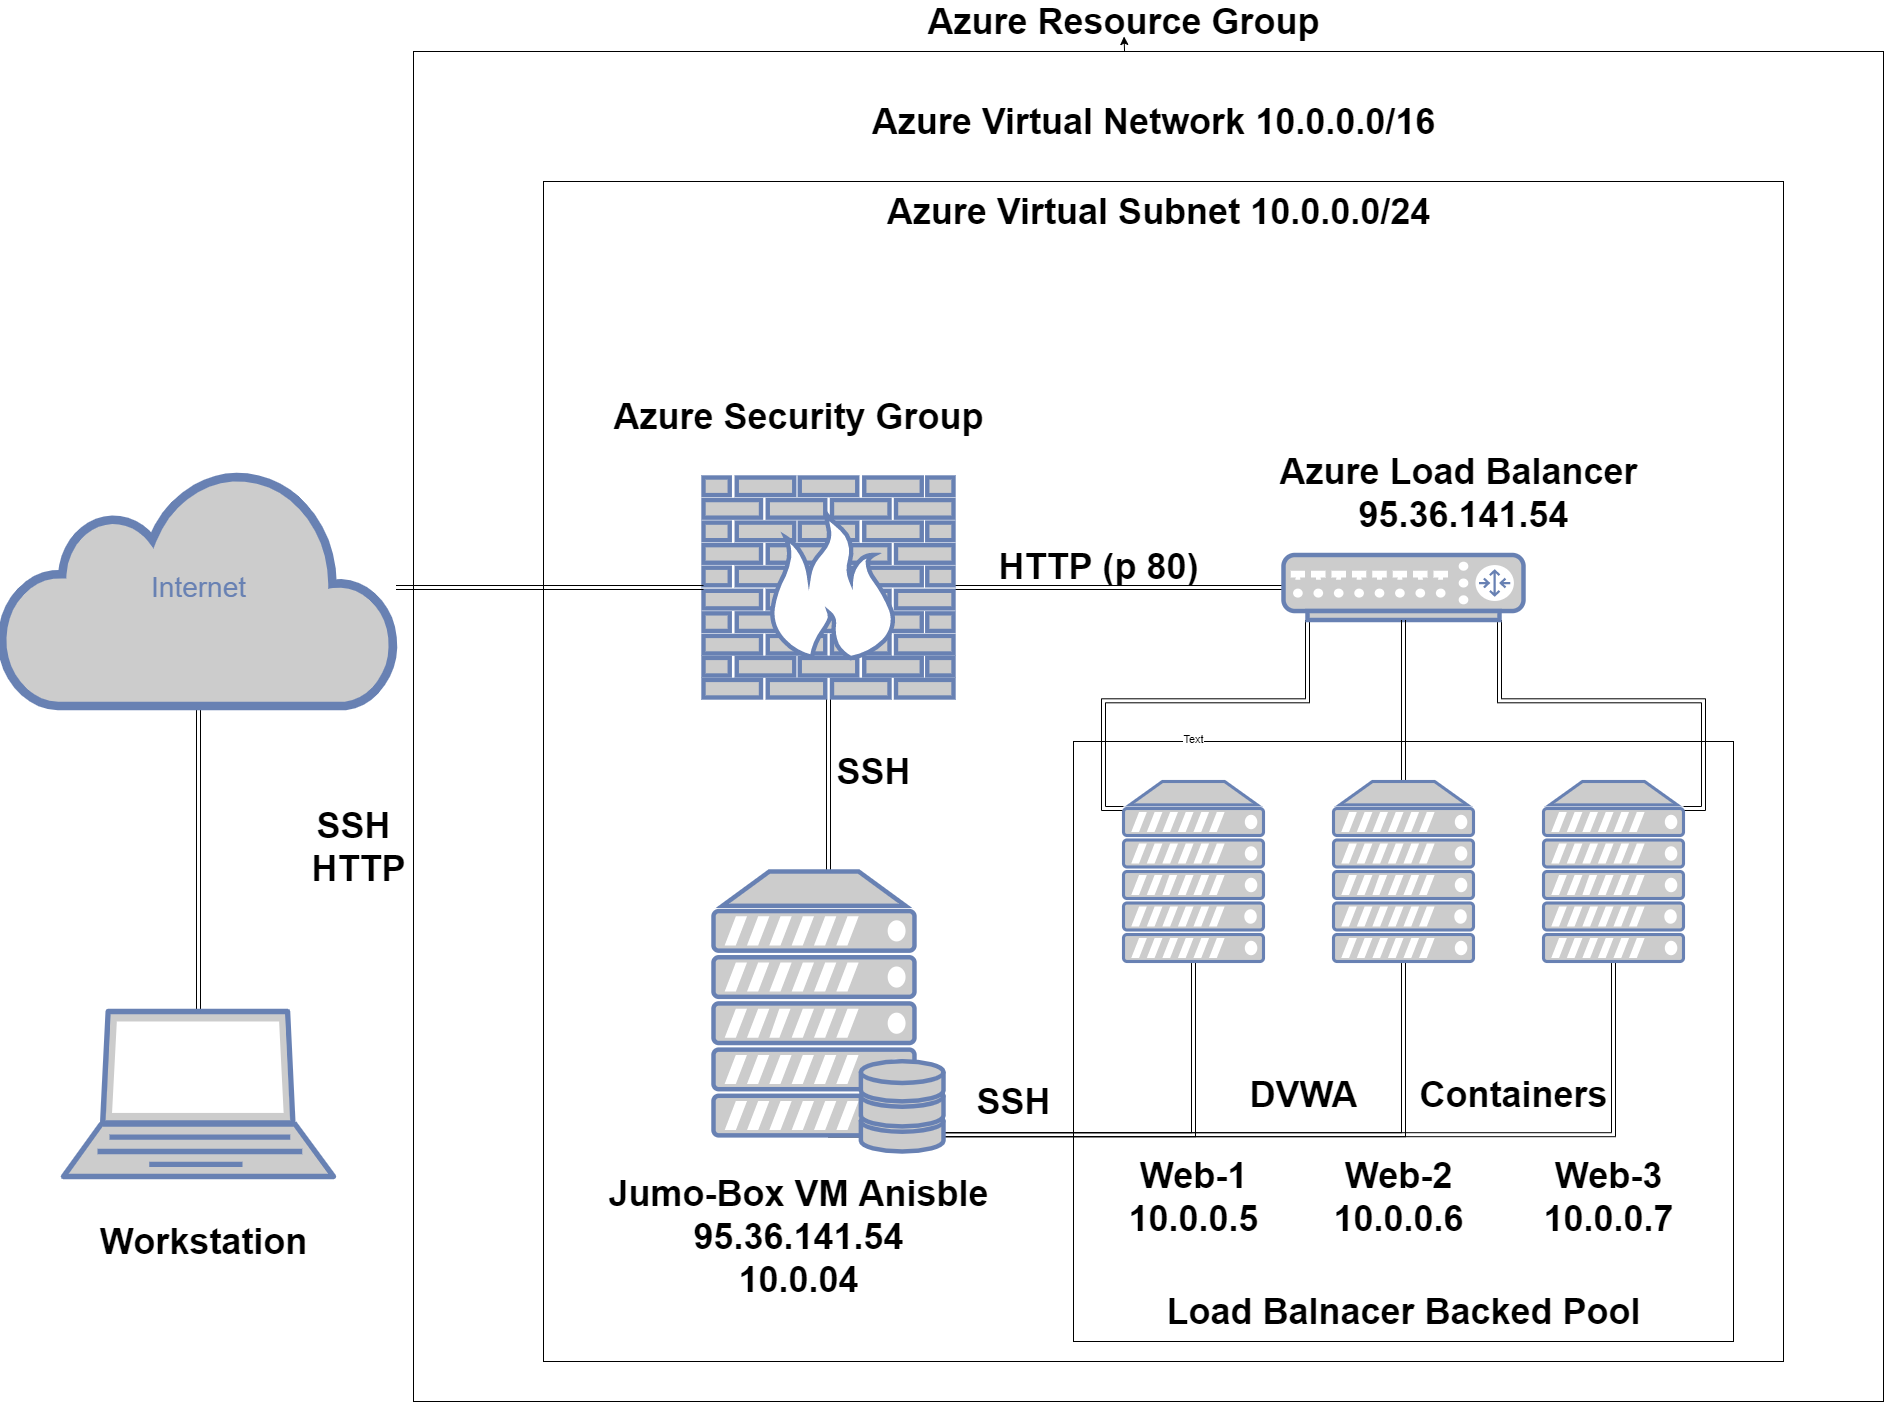 Azure Resource Group
Azure Virtual Network 10.0.0.0/16
Azure Virtual Subnet 10.0.0.0/24
Azure Security Group
Azure Load Balancer
95.36.141.54
Internet
HTTP (p 80)
Text
SSH
SSH
HTTP
SSH
DVWA
Containers
Jumo-Box VM Anisble
95.36.141.54
10.0.04
Web-1
10.0.0.5
Web-2
10.0.0.6
Web-3
10.0.0.7
Workstation
Load Balnacer Backed Pool